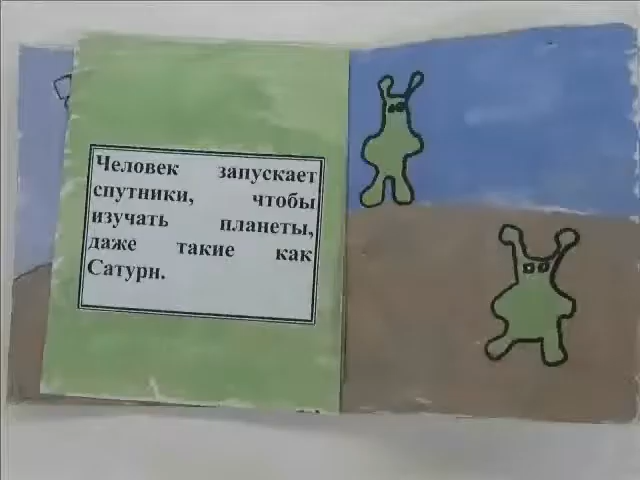 Человек запускает
спутники, чтобы
изучать планеты,
даже такие как
Сатурн.